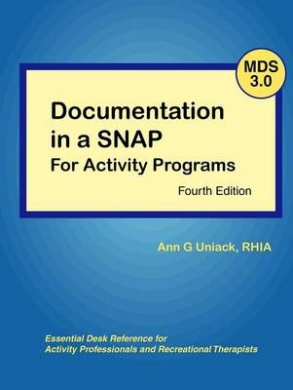 MDS
3.0
Documentation
in a SNAP
For Activity Programs
Fourth Edition
Ann G Uniack, RHIA
Essential Desk Reference for
Activity Professionals and Recreational Therapists